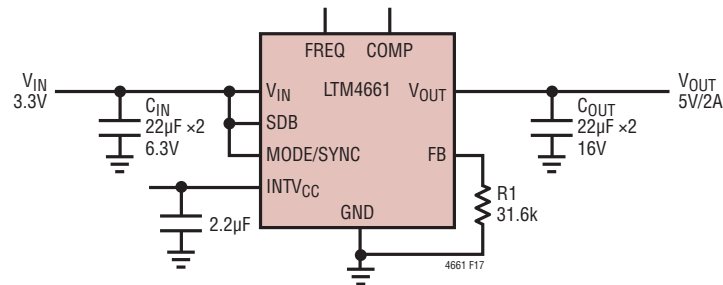 FREQ COMP
V_IN
3.3V
C_IN
22µF ×2
6.3V
V_IN
LTM4661
V_OUT
SDB
MODE/SYNC
FB
INTV_CC
GND
2.2µF
R1
31.6k
V_OUT
5V/2A
C_OUT
22µF ×2
16V
4661 F17